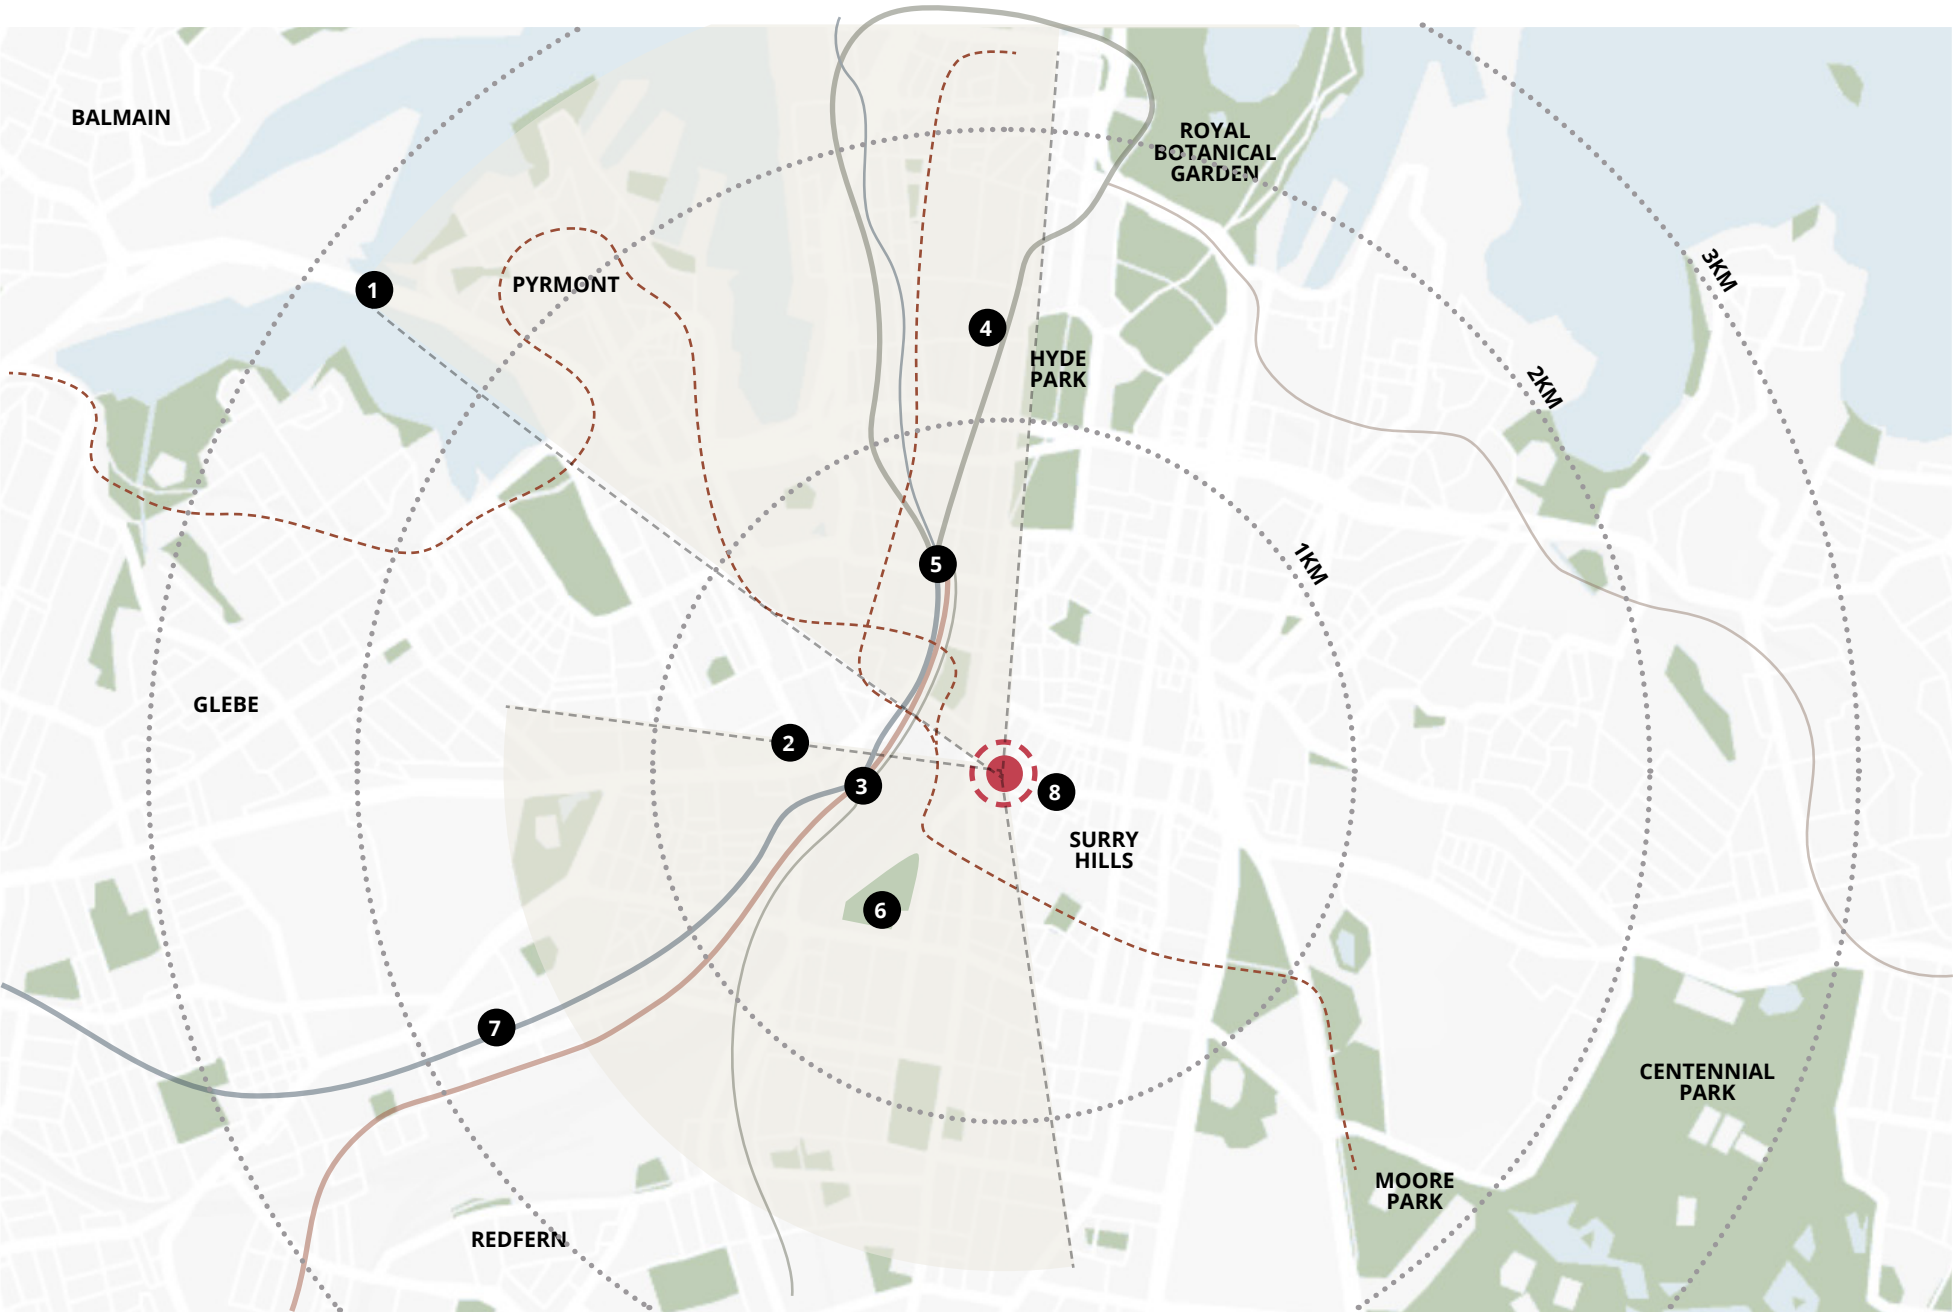 BALMAIN
ROYAL
BOTANICAL
GARDEN
3KM
1
PYRMONT
4
HYDE
PARK
2KM
5
1KM
GLEBE
2
3
8
SURRY
HILLS
6
7
CENTENNIAL
PARK
MOORE
PARK
REDFERN